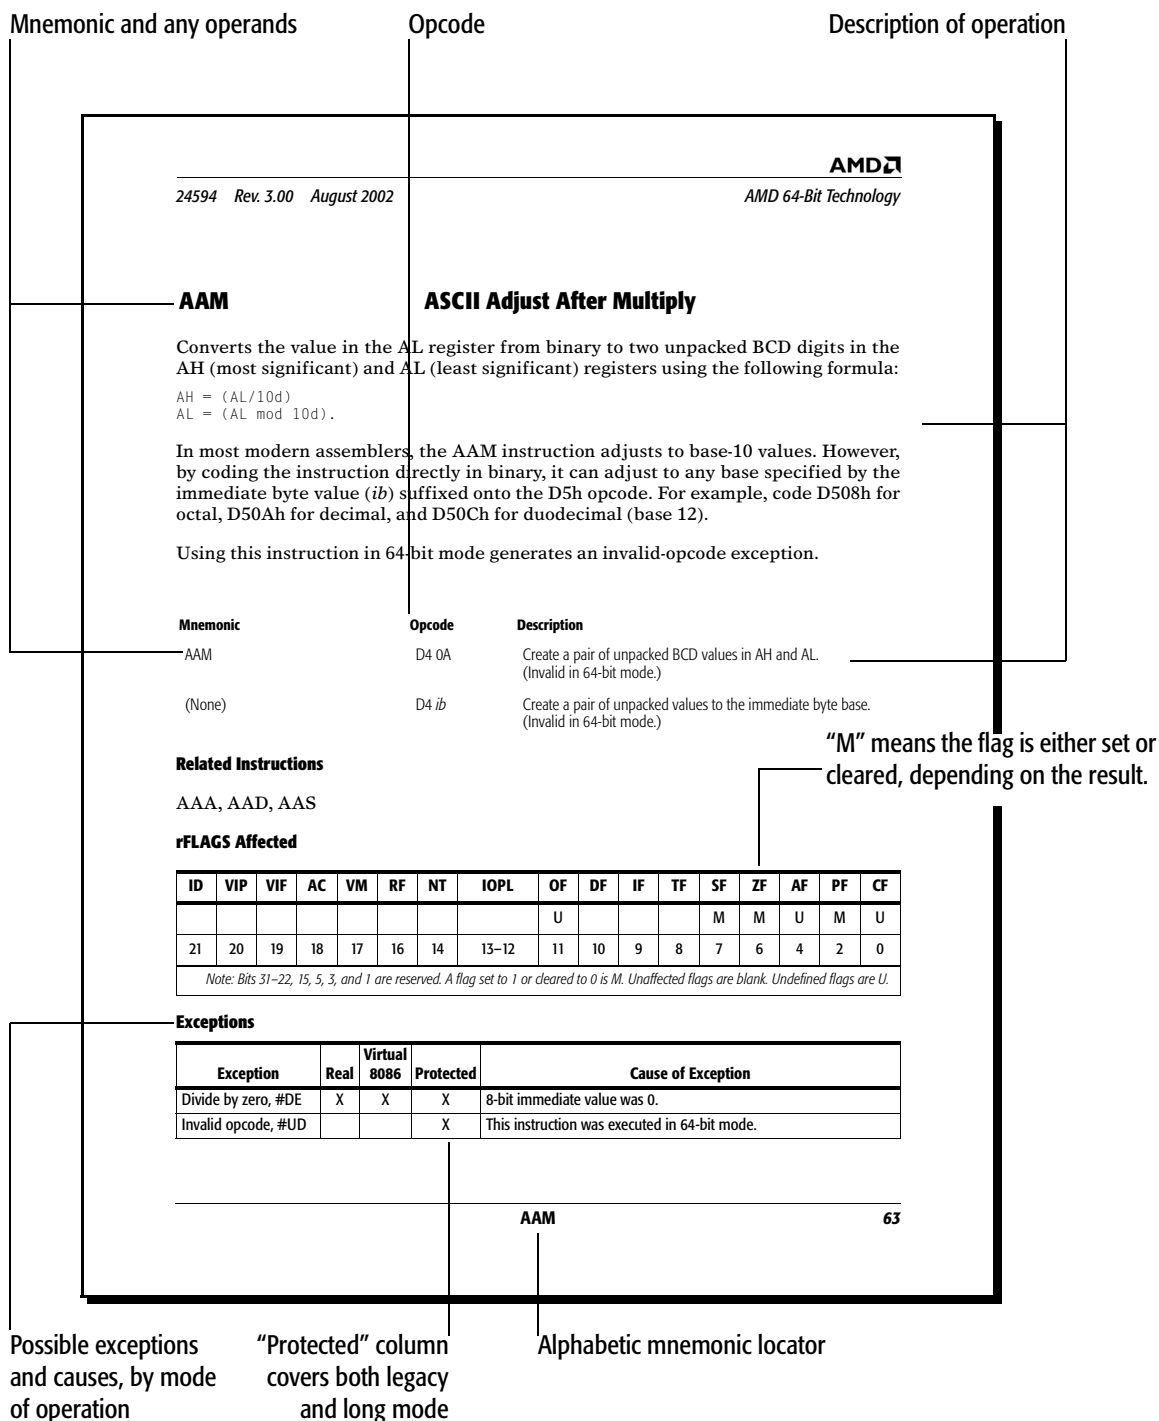 Mnemonic and any operands
Opcode
Description of operation
AMD
24594 Rev. 3.00 August 2002
AMD 64-Bit Technology
AAM
ASCII Adjust After Multiply
Converts the value in the AL register from binary to two unpacked BCD digits in the
AH (most significant) and AL (least significant) registers using the following formula:
AH = (AL/10d)
AL = (AL mod 10d).
In most modern assemblers, the AAM instruction adjusts to base-10 values. However,
by coding the instruction directly in binary, it can adjust to any base specified by the
immediate byte value (ib) suffixed onto the D5h opcode. For example, code D508h for
octal, D50Ah for decimal, and D50Ch for duodecimal (base 12).
Using this instruction in 64-bit mode generates an invalid-opcode exception.
Mnemonic Opcode Description
AAM D4 0A Create a pair of unpacked BCD values in AH and AL.
(Invalid in 64-bit mode.)
(None) D4 ib Create a pair of unpacked values to the immediate byte base.
(Invalid in 64-bit mode.)
“M” means the flag is either set or
cleared, depending on the result.
Related Instructions
AAA, AAD, AAS
rFLAGS Affected
ID VIP VIF AC VM RF NT IOPL OF DF IF TF SF ZF AF PF CF
U M M U M U
21 20 19 18 17 16 14 13–12 11 10 9 8 7 6 4 2 0
Note: Bits 31–22, 15, 5, 3, and 1 are reserved. A flag set to 1 or cleared to 0 is M. Unaffected flags are blank. Undefined flags are U.
Exceptions
Exception Real Virtual 8086 Protected Cause of Exception
Divide by zero, #DE X X X 8-bit immediate value was 0.
Invalid opcode, #UD X This instruction was executed in 64-bit mode.
AAM
63
Possible exceptions
and causes, by mode
of operation
“Protected” column
covers both legacy
and long mode
Alphabetic mnemonic locator